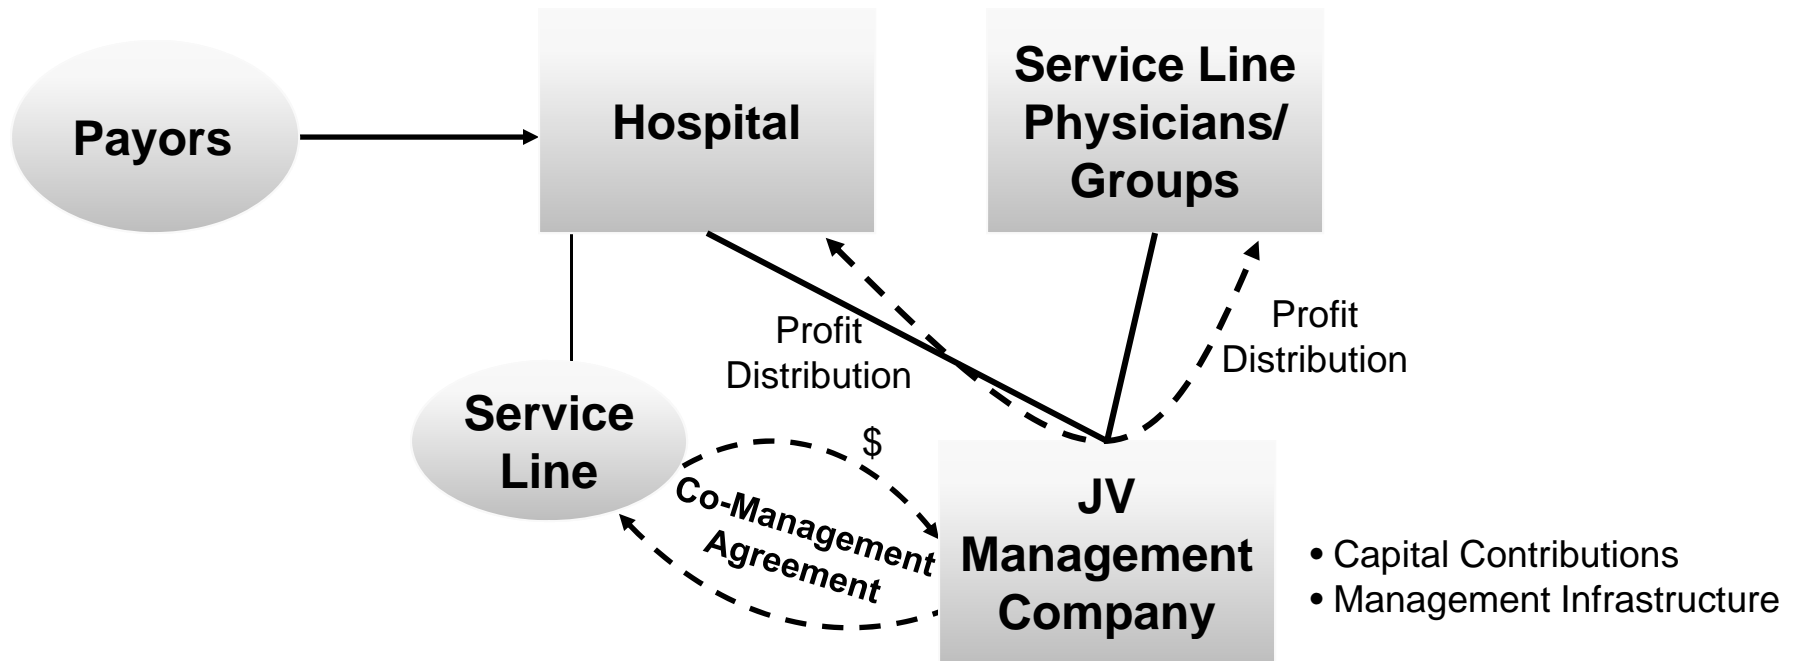 Payors
Hospital
Service Line
Physicians/
Groups
Profit
Distribution
Profit
Distribution
Service
Line
$
Co-Management
Agreement
JV
Management
Company
• Capital Contributions
• Management Infrastructure